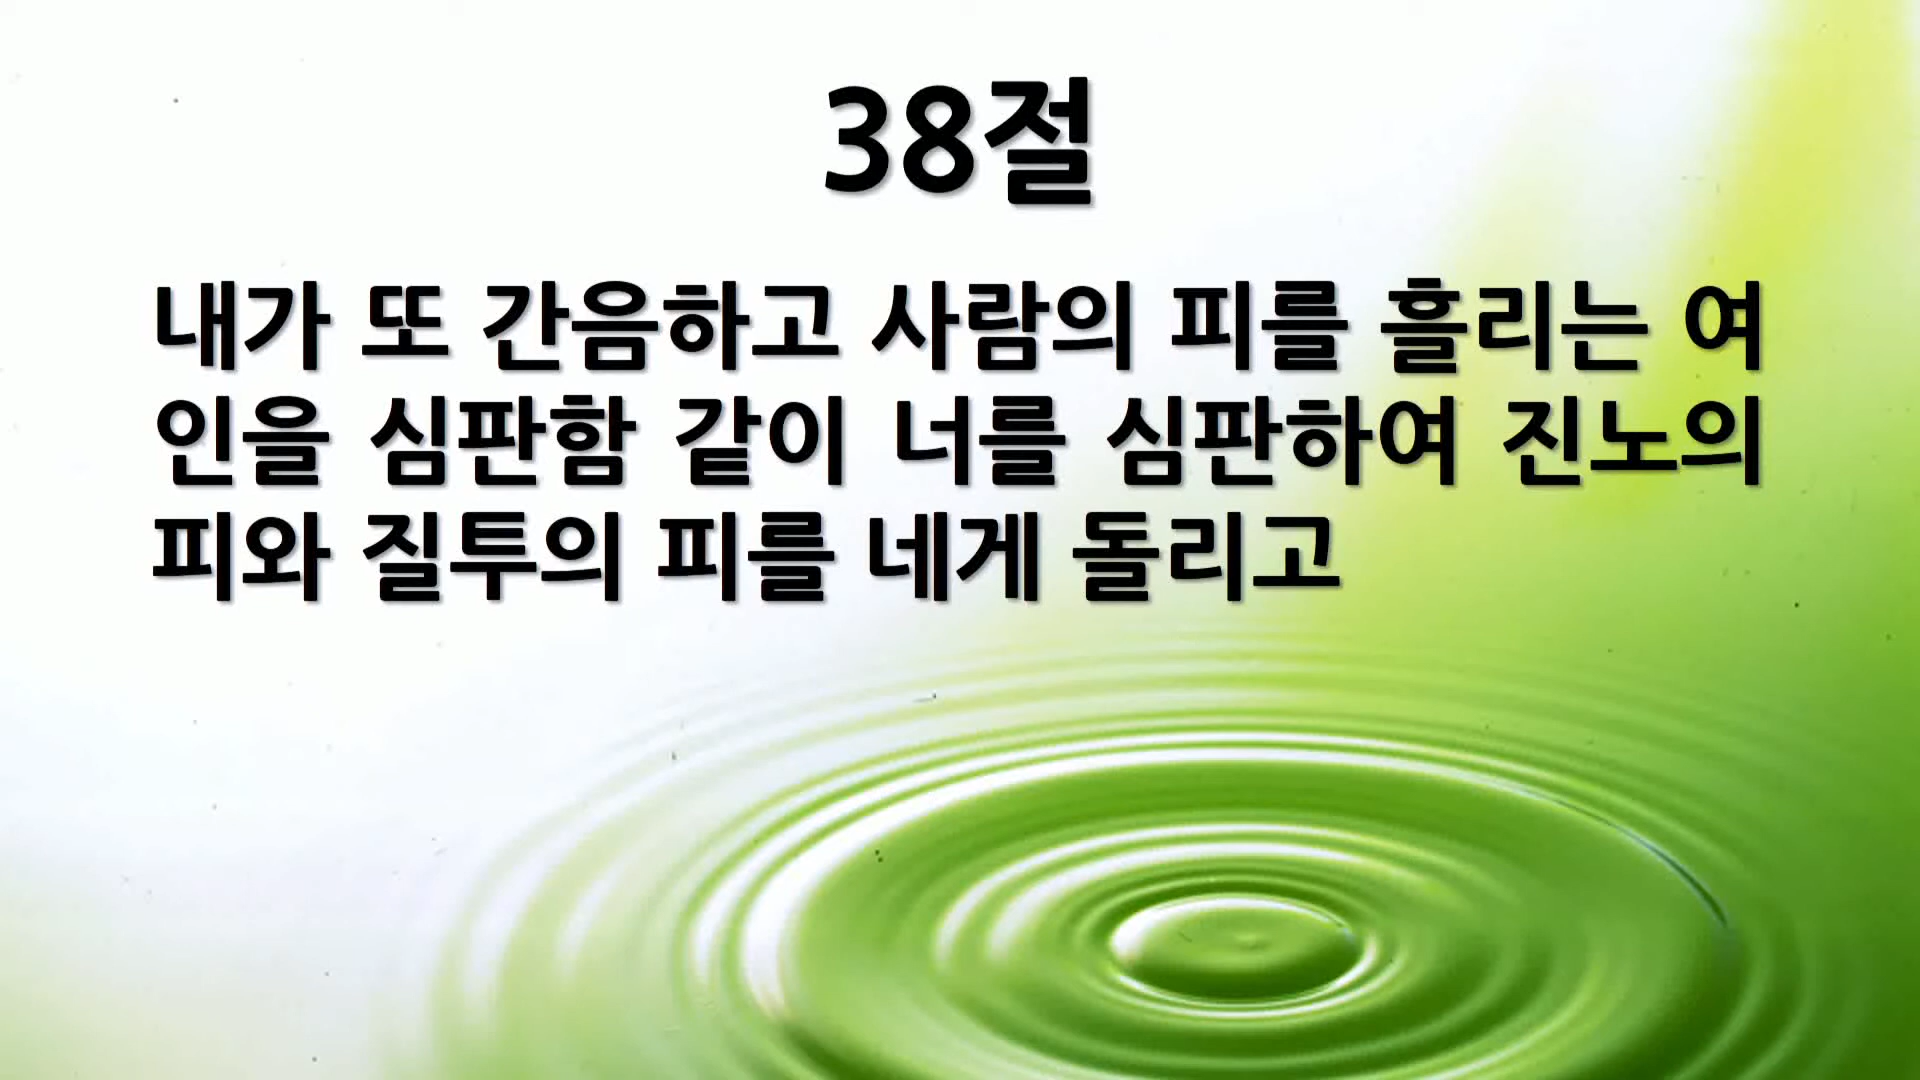 38절
내가 또 간음하고 사람의 피를 흘리는 여
인을 심판함 같이 너를 심판하여 진노의
피와 질투의 피를 네게 돌리고